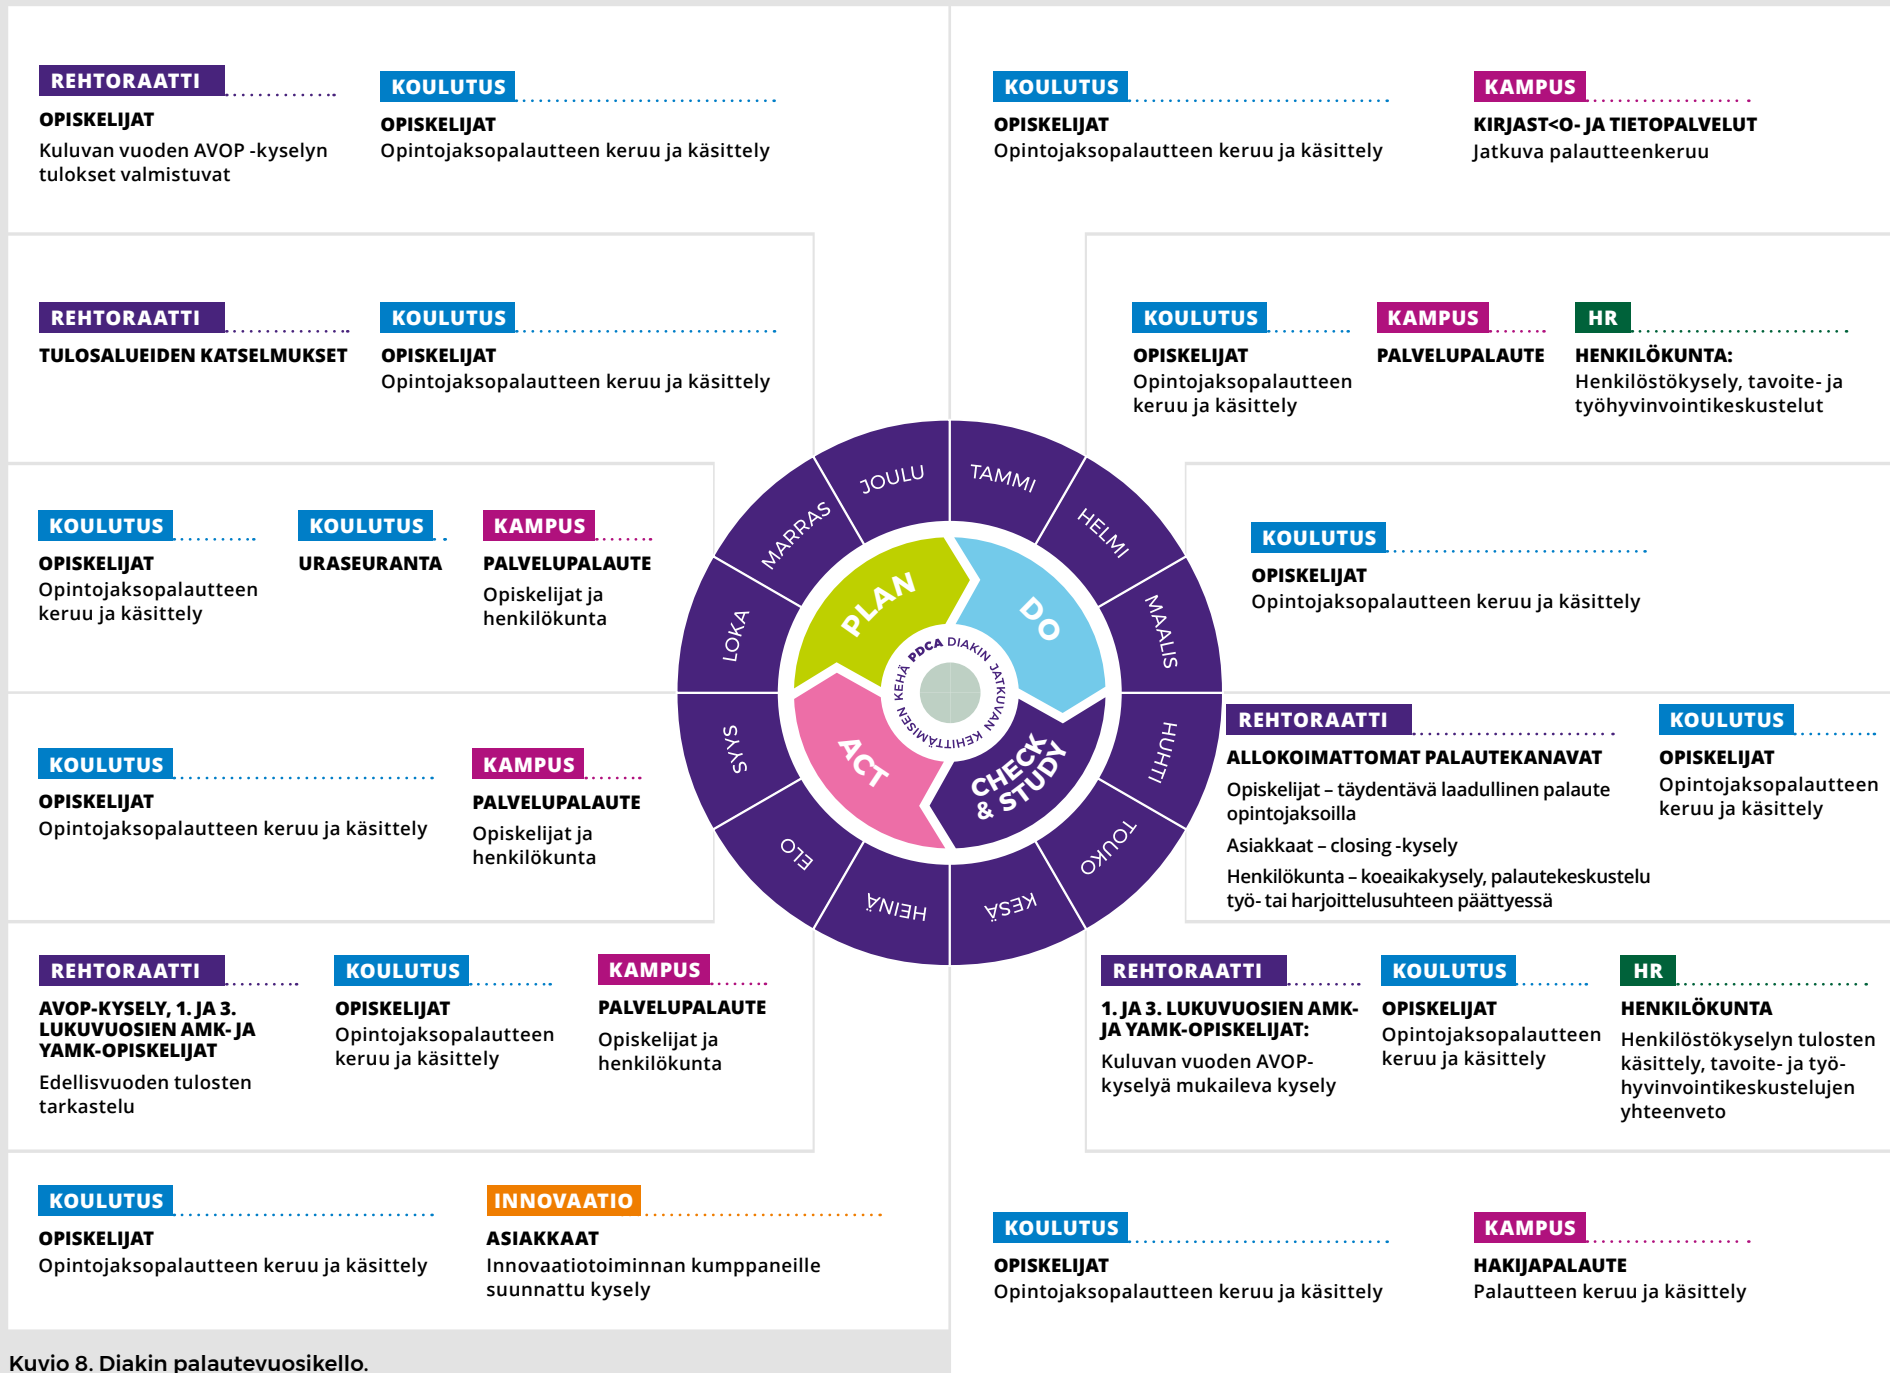 REHTORAATTI
OPISKELIJAT
Kuluvan vuoden AVOP -kyselyn
tulokset valmistuvat
KOULUTUS
OPISKELIJAT
Opintojaksopalautteen keruu ja käsittely
KOULUTUS
OPISKELIJAT
Opintojaksopalautteen keruu ja käsittely
KAMPUS
KIRJAST<O- JA TIETOPALVELUT
Jatkuva palautteenkeruu
REHTORAATTI
TULOSALUEIDEN KATSELMUKSET
KOULUTUS
OPISKELIJAT
Opintojaksopalautteen keruu ja käsittely
KOULUTUS
OPISKELIJAT
Opintojaksopalautteen
keruu ja käsittely
KAMPUS
PALVELUPALAUTE
HR
HENKILÖKUNTA:
Henkilöstökysely, tavoite- ja
työhyvinvointikeskustelut
KOULUTUS
OPISKELIJAT
Opintojaksopalautteen
keruu ja käsittely
KOULUTUS
URASEURANTA
KAMPUS
PALVELUPALAUTE
Opiskelijat ja
henkilökunta
KOULUTUS
OPISKELIJAT
Opintojaksopalautteen keruu ja käsittely
TAMMI
HELMI
MAALIS
HUHTI
TOUKO
KESÄ
HEINÄ
ELO
SYYS
LOKA
MARRAS
JOULU
PLAN
DO
CHECK
& STUDY
ACT
PDCA DIAKIN JATKUVAN KEHITTÄMISEN KEHÄ
KOULUTUS
OPISKELIJAT
Opintojaksopalautteen keruu ja käsittely
KAMPUS
PALVELUPALAUTE
Opiskelijat ja
henkilökunta
REHTORAATTI
ALLOKOIMATTOMAT PALAUTEKANAVAT
Opiskelijat – täydentävä laadullinen palaute
opintojaksoilla
Asiakkaat – closing -kysely
Henkilökunta – koeaikakysely, palautekeskustelu
työ- tai harjoittelusuhteen päättyessä
KOULUTUS
OPISKELIJAT
Opintojaksopalautteen
keruu ja käsittely
REHTORAATTI
AVOP-KYSELY, 1. JA 3.
LUKUVUOSIEN AMK- JA
YAMK-OPISKELIJAT
Edellisvuoden tulosten
tarkastelu
KOULUTUS
OPISKELIJAT
Opintojaksopalautteen
keruu ja käsittely
KAMPUS
PALVELUPALAUTE
Opiskelijat ja
henkilökunta
REHTORAATTI
1. JA 3. LUKUVUOSIEN AMK-
JA YAMK-OPISKELIJAT:
Kuluvan vuoden AVOP-
kyselyä mukaileva kysely
KOULUTUS
OPISKELIJAT
Opintojaksopalautteen
keruu ja käsittely
HR
HENKILÖKUNTA
Henkilöstökyselyn tulosten
käsittely, tavoite- ja työ-
hyvinvointikeskustelujen
yhteenveto
KOULUTUS
OPISKELIJAT
Opintojaksopalautteen keruu ja käsittely
INNOVAATIO
ASIAKKAAT
Innovaatiotoiminnan kumppaneille
suunnattu kysely
KOULUTUS
OPISKELIJAT
Opintojaksopalautteen keruu ja käsittely
KAMPUS
HAKIJAPALAUTE
Palautteen keruu ja käsittely
Kuvio 8. Diakin palautevuosikello.